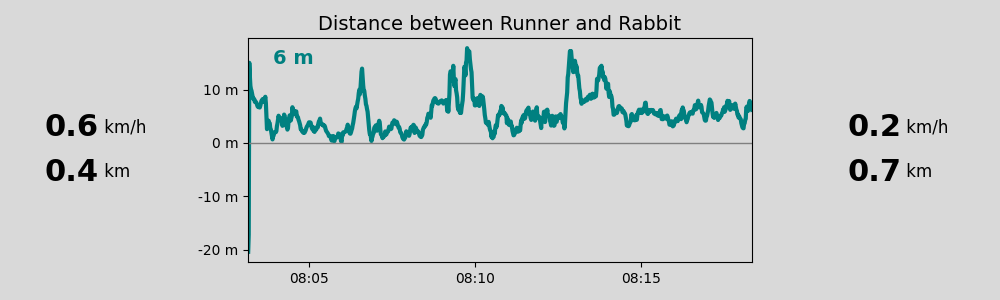 Distance between Runner and Rabbit
6 m
10 m
0 m
-10 m
-20 m
08:05 08:10 08:15
0.6 km/h
0.4 km
0.2 km/h
0.7 km